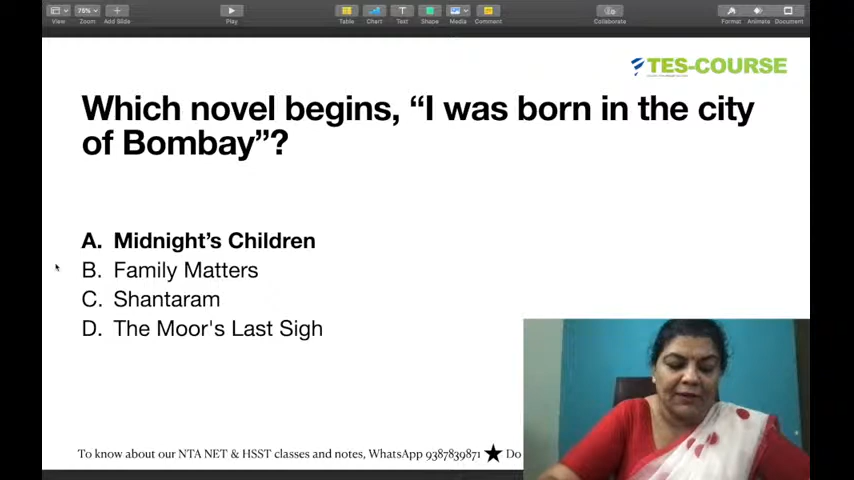 View 75% Add Slide Play Table Chart Text Shape Media Comment Collaborate Format Animate Document
TES-COURSE
Which novel begins, “I was born in the city
of Bombay”?
A. Midnight’s Children
B. Family Matters
C. Shantaram
D. The Moor's Last Sigh
To know about our NTA NET & HSST classes and notes, WhatsApp 9387839871 ★ Do